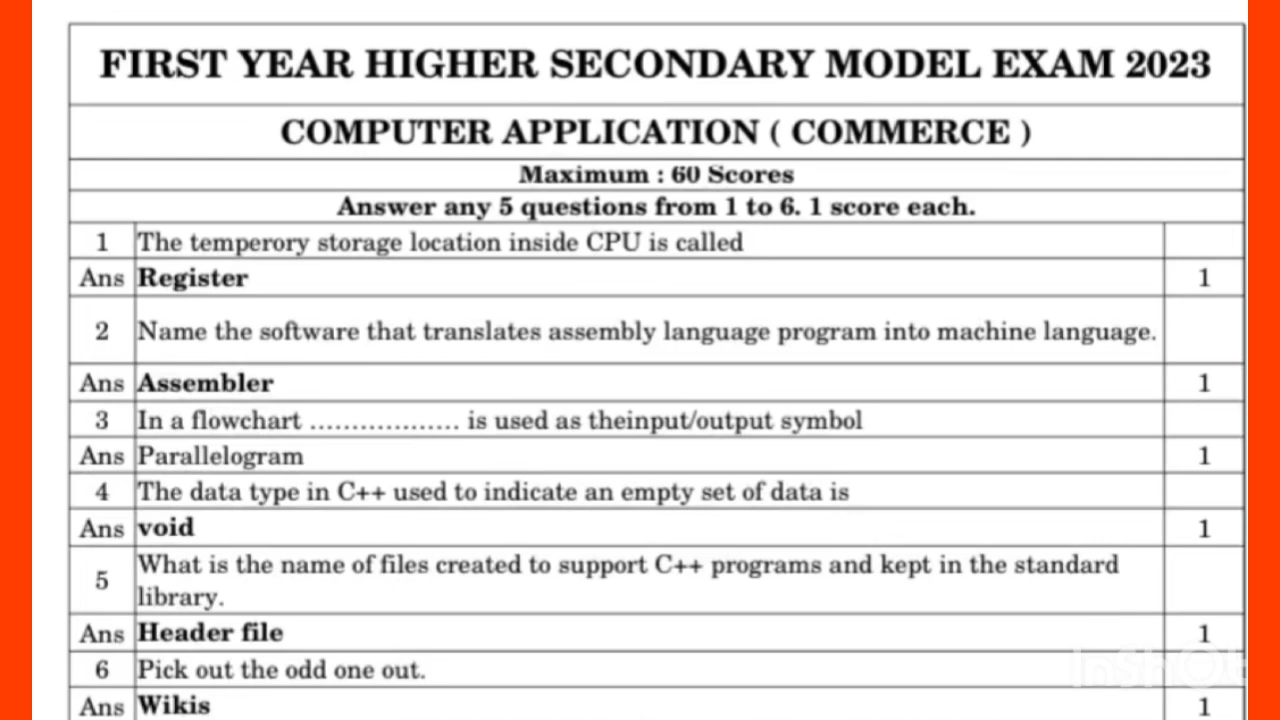 FIRST YEAR HIGHER SECONDARY MODEL EXAM 2023
COMPUTER APPLICATION ( COMMERCE )
Maximum : 60 Scores
Answer any 5 questions from 1 to 6. 1 score each.
1 The temperory storage location inside CPU is called
Ans Register 1
2 Name the software that translates assembly language program into machine language.
Ans Assembler 1
3 In a flowchart .................. is used as theinput/output symbol
Ans Parallelogram 1
4 The data type in C++ used to indicate an empty set of data is
Ans void 1
5 What is the name of files created to support C++ programs and kept in the standard
library.
Ans Header file 1
6 Pick out the odd one out.
InShOt
Ans Wikis 1